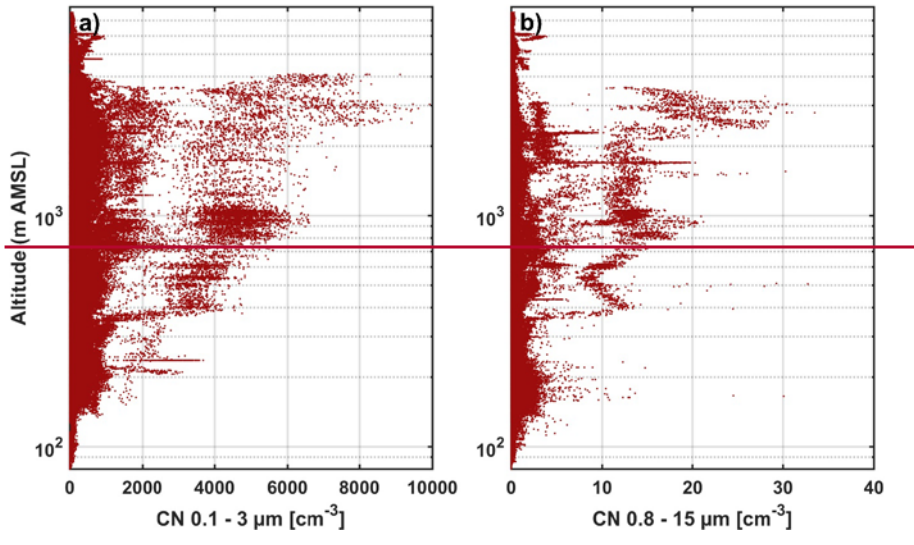 a)
b)
Altitude (m AMSL)
10³
10²
10³
10²
0 2000 4000 6000 8000 10000
0 10 20 30 40
CN 0.1 - 3 µm [cm⁻³]
CN 0.8 - 15 µm [cm⁻³]